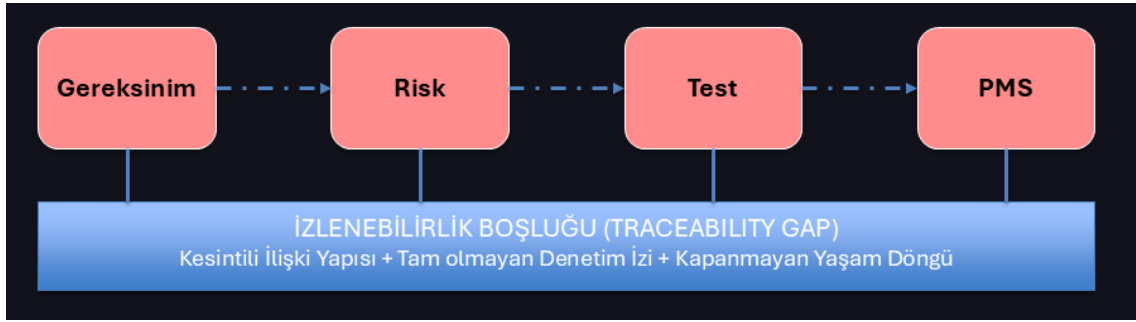 Gereksinim
Risk
Test
PMS
İZLENEBİLİRLİK BOŞLUĞU (TRACEABILITY GAP)
Kesintili İlişki Yapısı + Tam olmayan Denetim İzi + Kapanmayan Yaşam Döngü